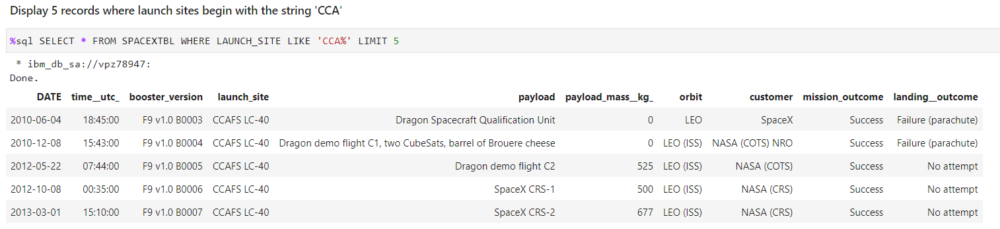 Display 5 records where launch sites begin with the string 'CCA'
%sql SELECT * FROM SPACEXTBL WHERE LAUNCH_SITE LIKE 'CCA%' LIMIT 5
* ibm_db_sa://vpz78947:
Done.
DATE time__utc_ booster_version launch_site payload payload_mass__kg_ orbit customer mission_outcome landing__outcome
2010-06-04 18:45:00 F9 v1.0 B0003 CCAFS LC-40 Dragon Spacecraft Qualification Unit 0 LEO SpaceX Success Failure (parachute)
2010-12-08 15:43:00 F9 v1.0 B0004 CCAFS LC-40 Dragon demo flight C1, two CubeSats, barrel of Brouere cheese 0 LEO (ISS) NASA (COTS) NRO Success Failure (parachute)
2012-05-22 07:44:00 F9 v1.0 B0005 CCAFS LC-40 Dragon demo flight C2 525 LEO (ISS) NASA (COTS) Success No attempt
2012-10-08 00:35:00 F9 v1.0 B0006 CCAFS LC-40 SpaceX CRS-1 500 LEO (ISS) NASA (CRS) Success No attempt
2013-03-01 15:10:00 F9 v1.0 B0007 CCAFS LC-40 SpaceX CRS-2 677 LEO (ISS) NASA (CRS) Success No attempt